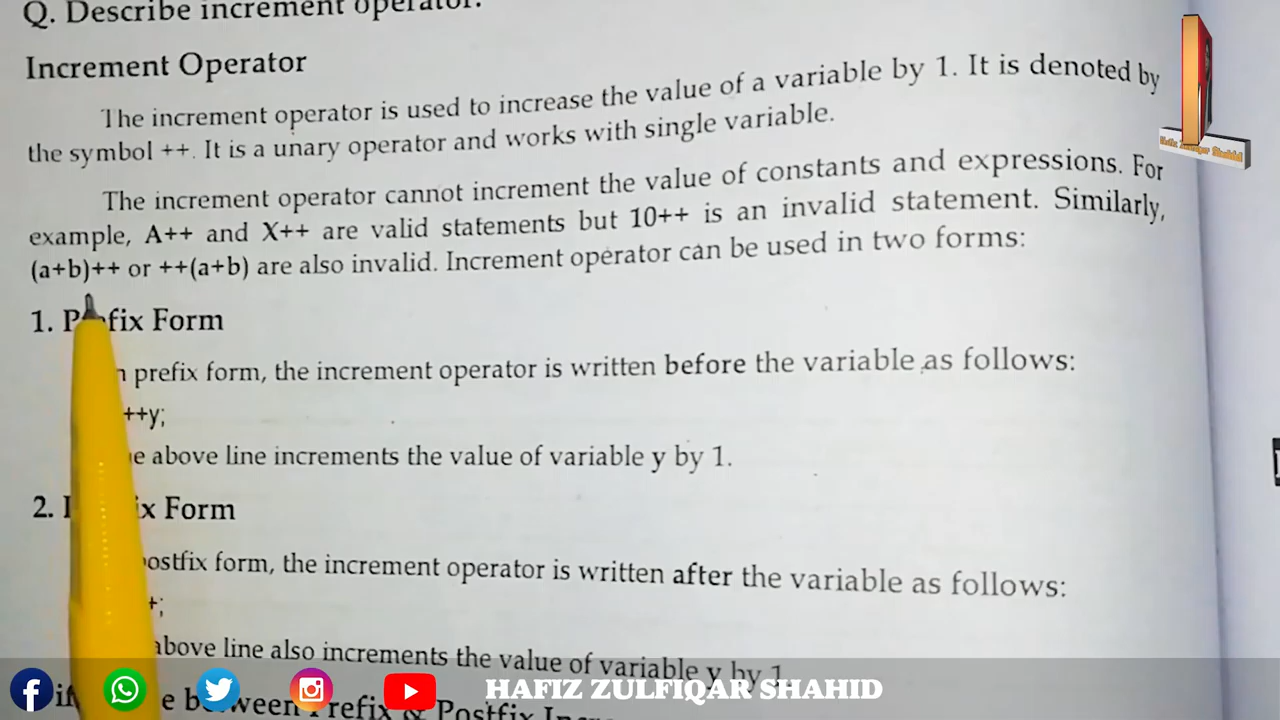 Q. Describe increment operator.
Increment Operator
The increment operator is used to increase the value of a variable by 1. It is denoted by
the symbol ++. It is a unary operator and works with single variable.
The increment operator cannot increment the value of constants and expressions. For
example, A++ and X++ are valid statements but 10++ is an invalid statement. Similarly,
(a+b)++ or ++(a+b) are also invalid. Increment operator can be used in two forms:
1. Prefix Form
prefix form, the increment operator is written before the variable as follows:
++y;
above line increments the value of variable y by 1.
2. Form
postfix form, the increment operator is written after the variable as follows:
+;
above line also increments the value of variable y by 1.
between Prefix & Postfix
HAFIZ ZULFIQAR SHAHID